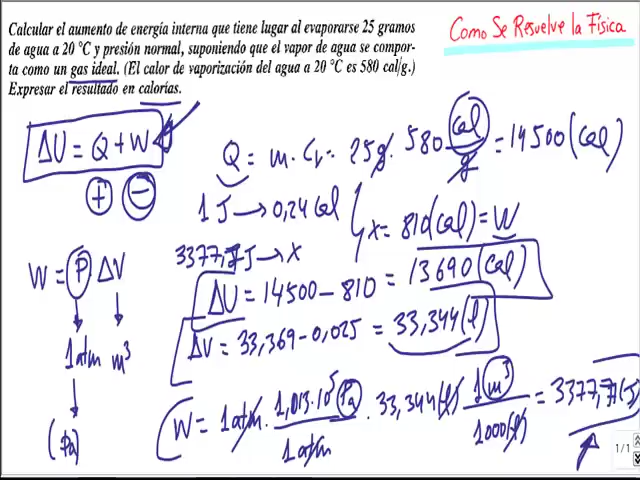 Calcular el aumento de energía interna que tiene lugar al evaporarse 25 gramos
de agua a 20 °C y presión normal, suponiendo que el vapor de agua se compor-
ta como un gas ideal. (El calor de vaporización del agua a 20 °C es 580 cal/g.)
Expresar el resultado en calorías.
Como Se Resuelve la Física
ΔU = Q + W
+ −
Q = m · Cv = 25g · 580 cal/g = 14500 (cal)
1 J → 0,24 cal
3377,7 J → x
x = 810 (cal) = W
W = P ΔV
1 atm m³
(Pa)
ΔU = 14500 − 810 = 13690 (cal)
ΔV = 33,369 − 0,025 = 33,344 (l)
W = 1 atm · 1,013·10⁵ Pa / 1 atm · 33,344 (l) · 1 m³ / 1000 (l) = 3377,7 (J)
1/1